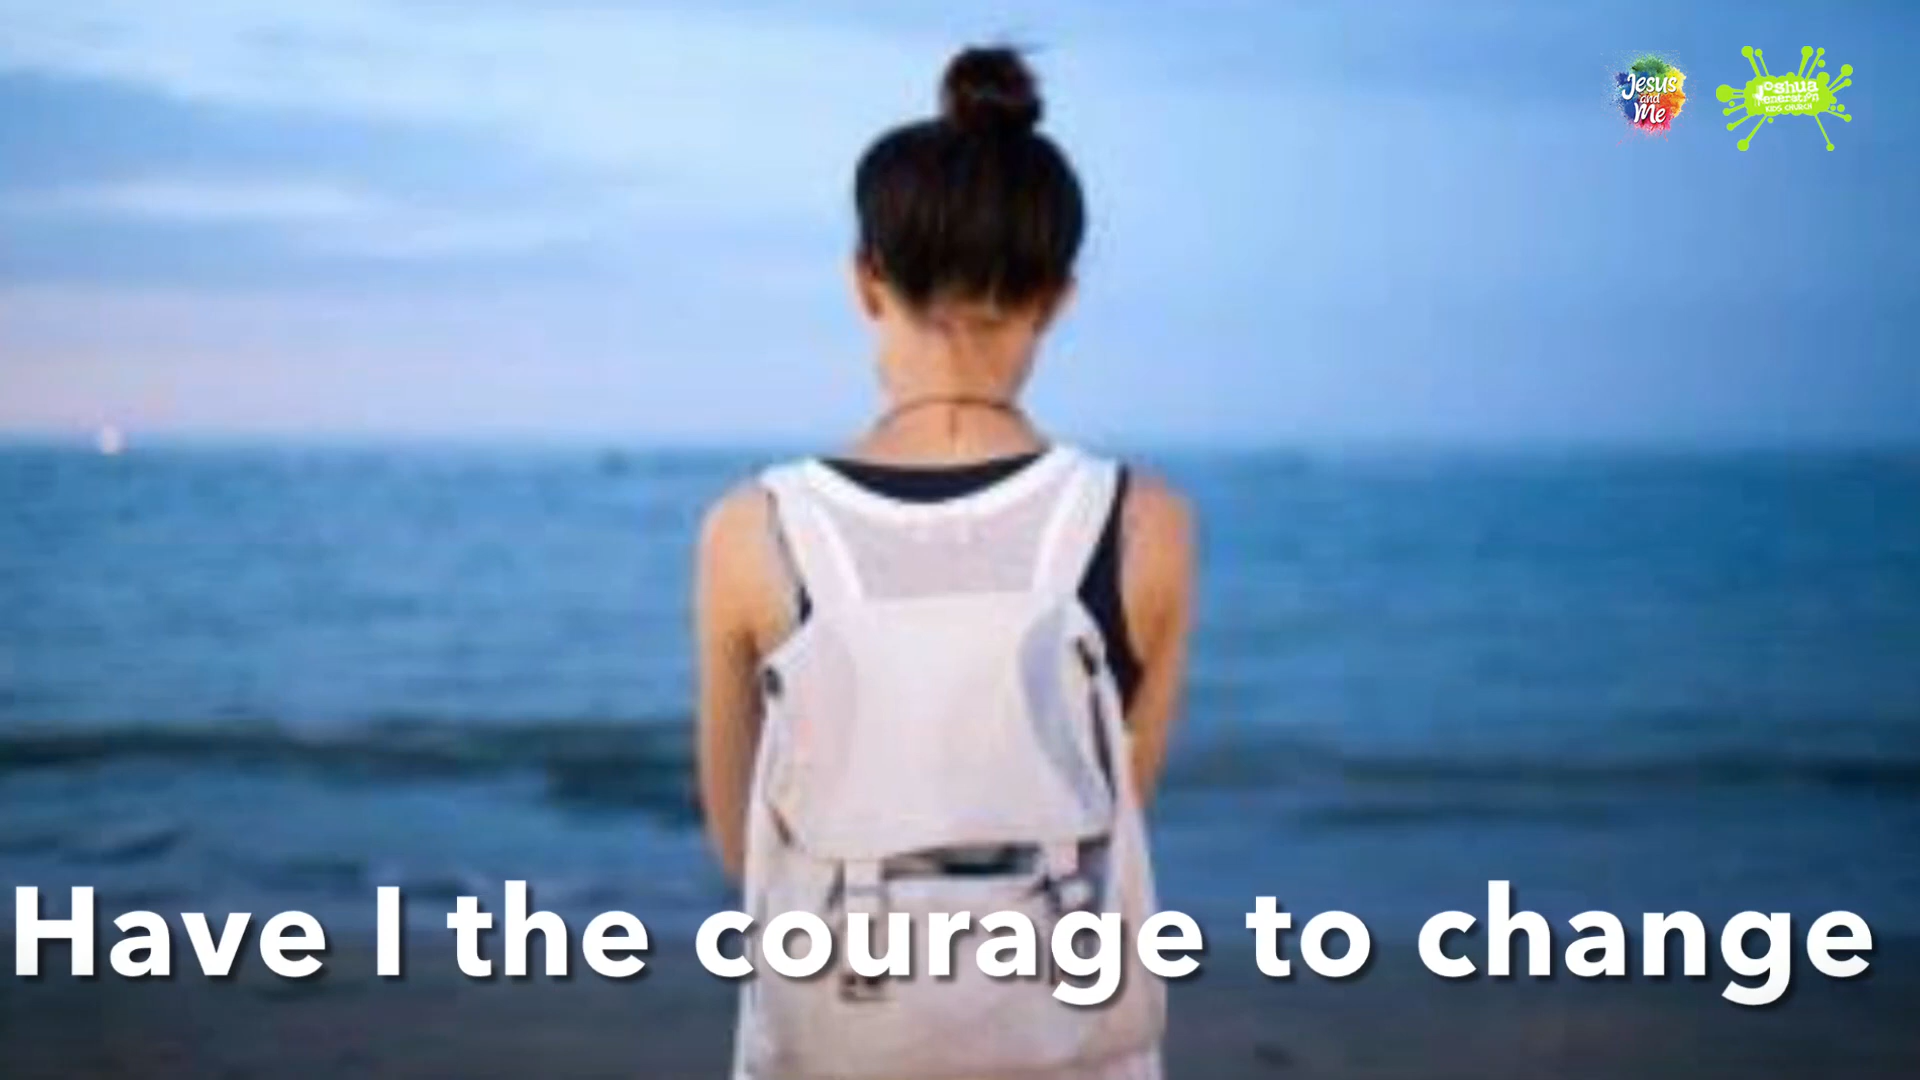 Jesus
and
Me
Joshua
Generation
KIDS CHURCH
Have I the courage to change